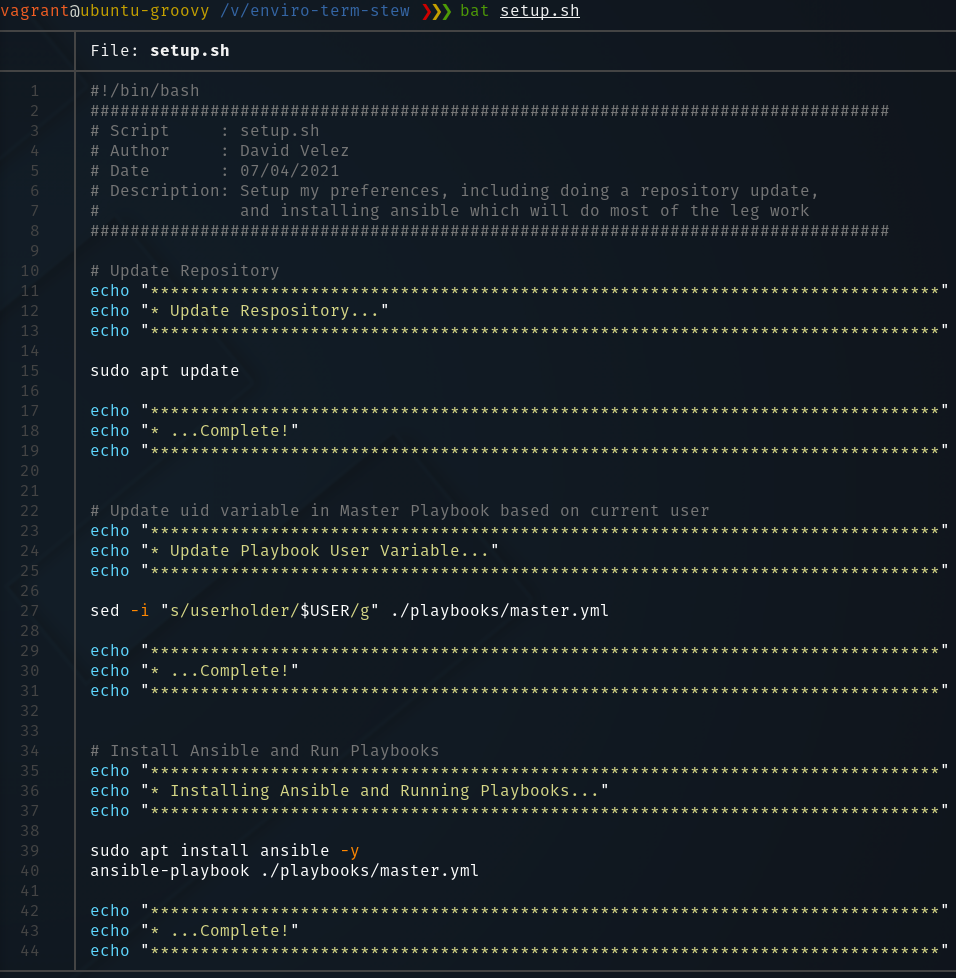 vagrant@ubuntu-groovy /v/enviro-term-stew ❯❯❯ bat setup.sh
File: setup.sh
1 #!/bin/bash
2 ################################################################################
3 # Script     : setup.sh
4 # Author     : David Velez
5 # Date       : 07/04/2021
6 # Description: Setup my preferences, including doing a repository update,
7 #              and installing ansible which will do most of the leg work
8 ################################################################################
9
10 # Update Repository
11 echo "*******************************************************************************"
12 echo "* Update Respository..."
13 echo "*******************************************************************************"
14
15 sudo apt update
16
17 echo "*******************************************************************************"
18 echo "* ...Complete!"
19 echo "*******************************************************************************"
20
21
22 # Update uid variable in Master Playbook based on current user
23 echo "*******************************************************************************"
24 echo "* Update Playbook User Variable..."
25 echo "*******************************************************************************"
26
27 sed -i "s/userholder/$USER/g" ./playbooks/master.yml
28
29 echo "*******************************************************************************"
30 echo "* ...Complete!"
31 echo "*******************************************************************************"
32
33
34 # Install Ansible and Run Playbooks
35 echo "*******************************************************************************"
36 echo "* Installing Ansible and Running Playbooks..."
37 echo "*******************************************************************************"
38
39 sudo apt install ansible -y
40 ansible-playbook ./playbooks/master.yml
41
42 echo "*******************************************************************************"
43 echo "* ...Complete!"
44 echo "*******************************************************************************"